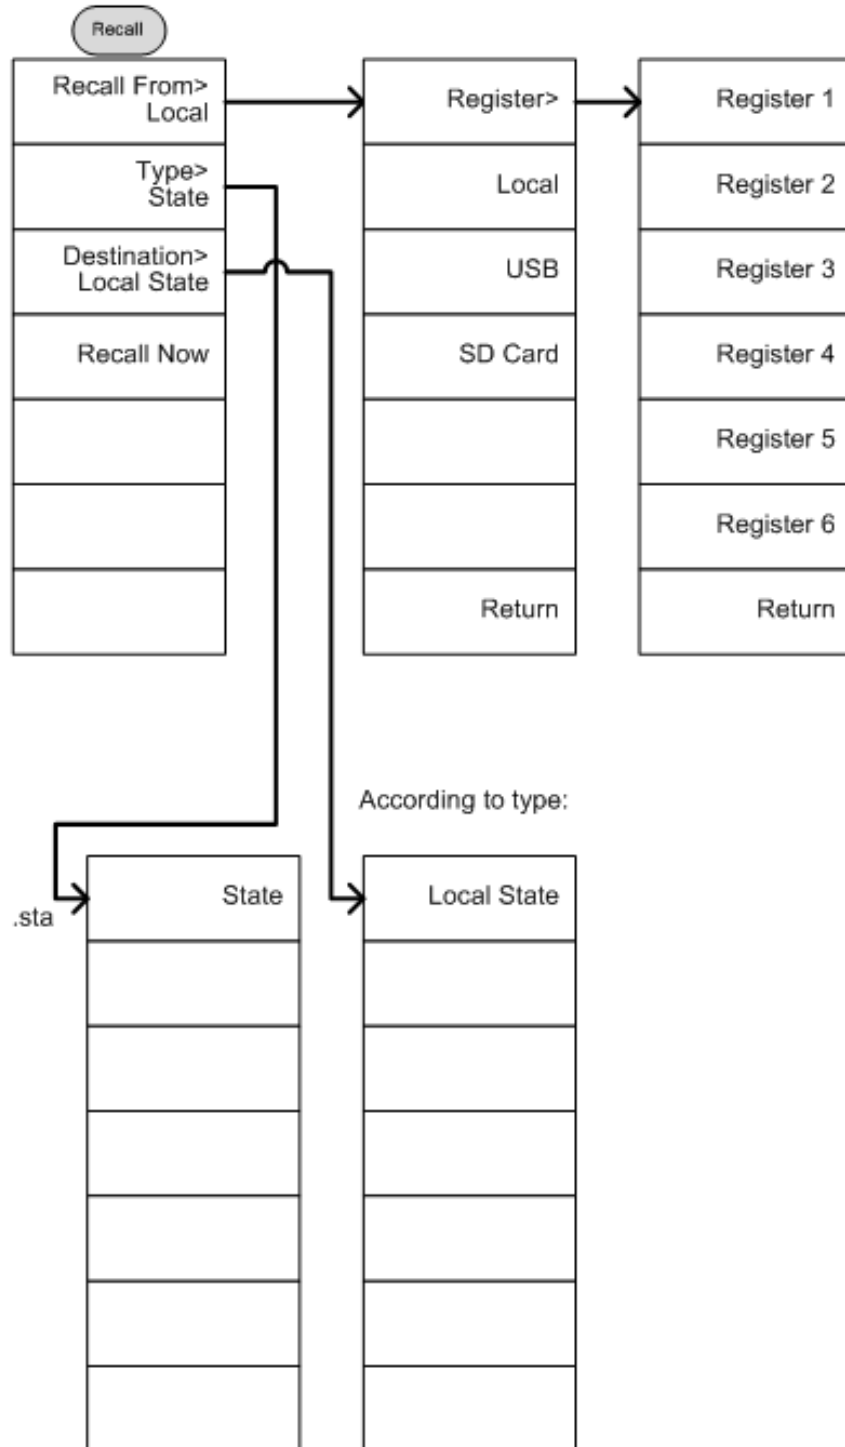 Recall
Recall From>
Local
Type>
State
Destination>
Local State
Recall Now
Register>
Local
USB
SD Card
Return
Register 1
Register 2
Register 3
Register 4
Register 5
Register 6
Return
According to type:
.sta
State
Local State